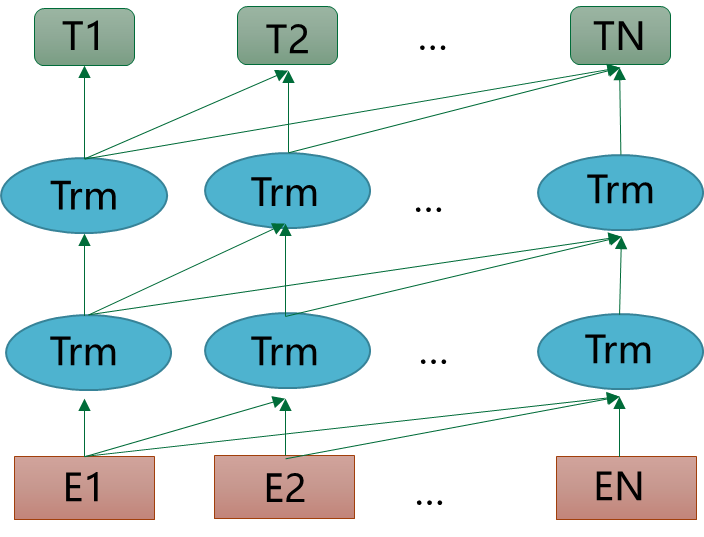 T1 T2 ... TN
Trm Trm ... Trm
Trm Trm ... Trm
E1 E2 ... EN